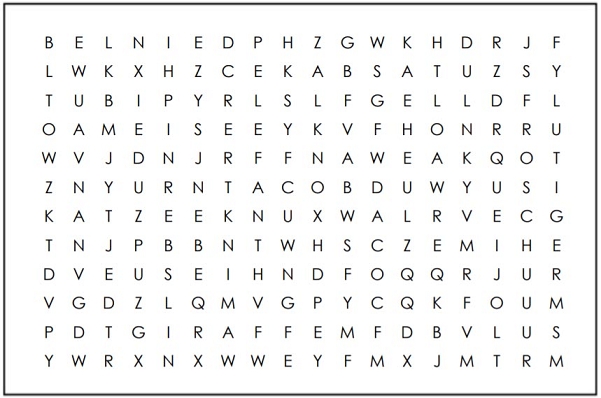 B E L N I E D P H Z G W K H D R J F
L W K X H Z C E K A B S A T U Z S Y
T U B I P Y R L S L F G E L L D F L
O A M E I S E E Y K V F H O N R R U
W V J D N J R F F N A W E A K Q O T
Z N Y U R N T A C O B D U W Y U S I
K A T Z E E K N U X W A L R V E C G
T N J P B B N T W H S C Z E M I H E
D V E U S E I H N D F O Q Q R J U R
V G D Z L Q M V G P Y C Q K F O U M
P D T G I R A F F E M F D B V L U S
Y W R X N X W W E Y F M X J M T R M